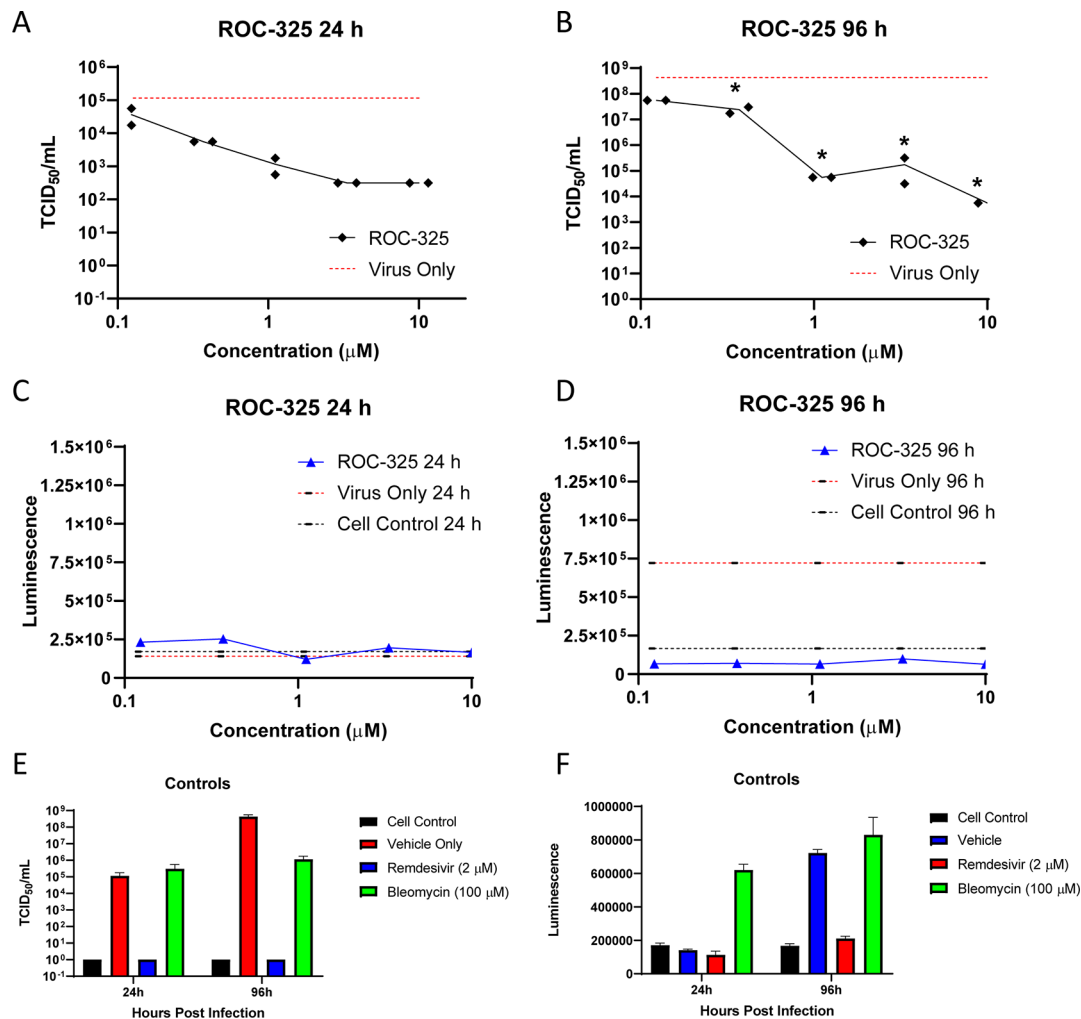 A
ROC-325 24 h
TCID50/mL
10^6
10^5
10^4
10^3
10^2
10^1
10^0
10^-1
0.1
1
10
Concentration (μM)
ROC-325
Virus Only
B
ROC-325 96 h
TCID50/mL
10^9
10^8
10^7
10^6
10^5
10^4
10^3
10^2
10^1
10^0
*
*
*
*
0.1
1
10
Concentration (μM)
ROC-325
Virus Only
C
ROC-325 24 h
Luminescence
1.5×10^6
1.25×10^6
1×10^6
7.5×10^5
5×10^5
2.5×10^5
0
0.1
1
10
Concentration (μM)
ROC-325 24 h
Virus Only 24 h
Cell Control 24 h
D
ROC-325 96 h
Luminescence
1.5×10^6
1.25×10^6
1×10^6
7.5×10^5
5×10^5
2.5×10^5
0
0.1
1
10
Concentration (μM)
ROC-325 96 h
Virus Only 96 h
Cell Control 96 h
E
Controls
TCID50/mL
10^9
10^8
10^7
10^6
10^5
10^4
10^3
10^2
10^1
10^0
10^-1
24h
96h
Hours Post Infection
Cell Control
Vehicle Only
Remdesivir (2 μM)
Bleomycin (100 μM)
F
Controls
Luminescence
1000000
800000
600000
400000
200000
0
24h
96h
Hours Post Infection
Cell Control
Vehicle
Remdesivir (2 μM)
Bleomycin (100 μM)